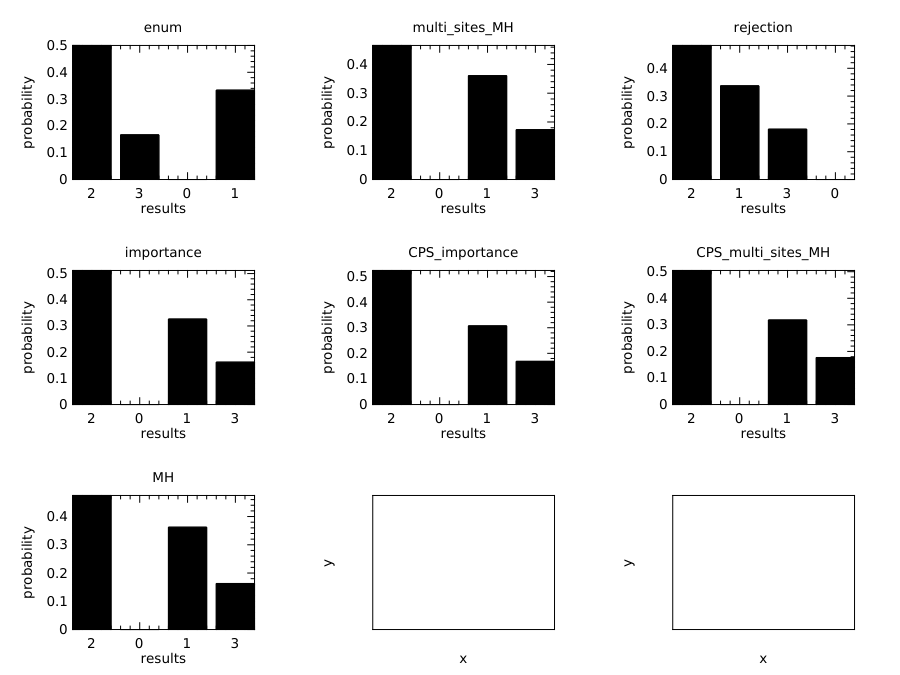 enum
0.5
0.4
0.3
0.2
0.1
0
probability
2 3 0 1
results
multi_sites_MH
0.4
0.3
0.2
0.1
0
probability
2 0 1 3
results
rejection
0.4
0.3
0.2
0.1
0
probability
2 1 3 0
results
importance
0.5
0.4
0.3
0.2
0.1
0
probability
2 0 1 3
results
CPS_importance
0.5
0.4
0.3
0.2
0.1
0
probability
2 0 1 3
results
CPS_multi_sites_MH
0.5
0.4
0.3
0.2
0.1
0
probability
2 0 1 3
results
MH
0.4
0.3
0.2
0.1
0
probability
2 0 1 3
results
y
x
y
x